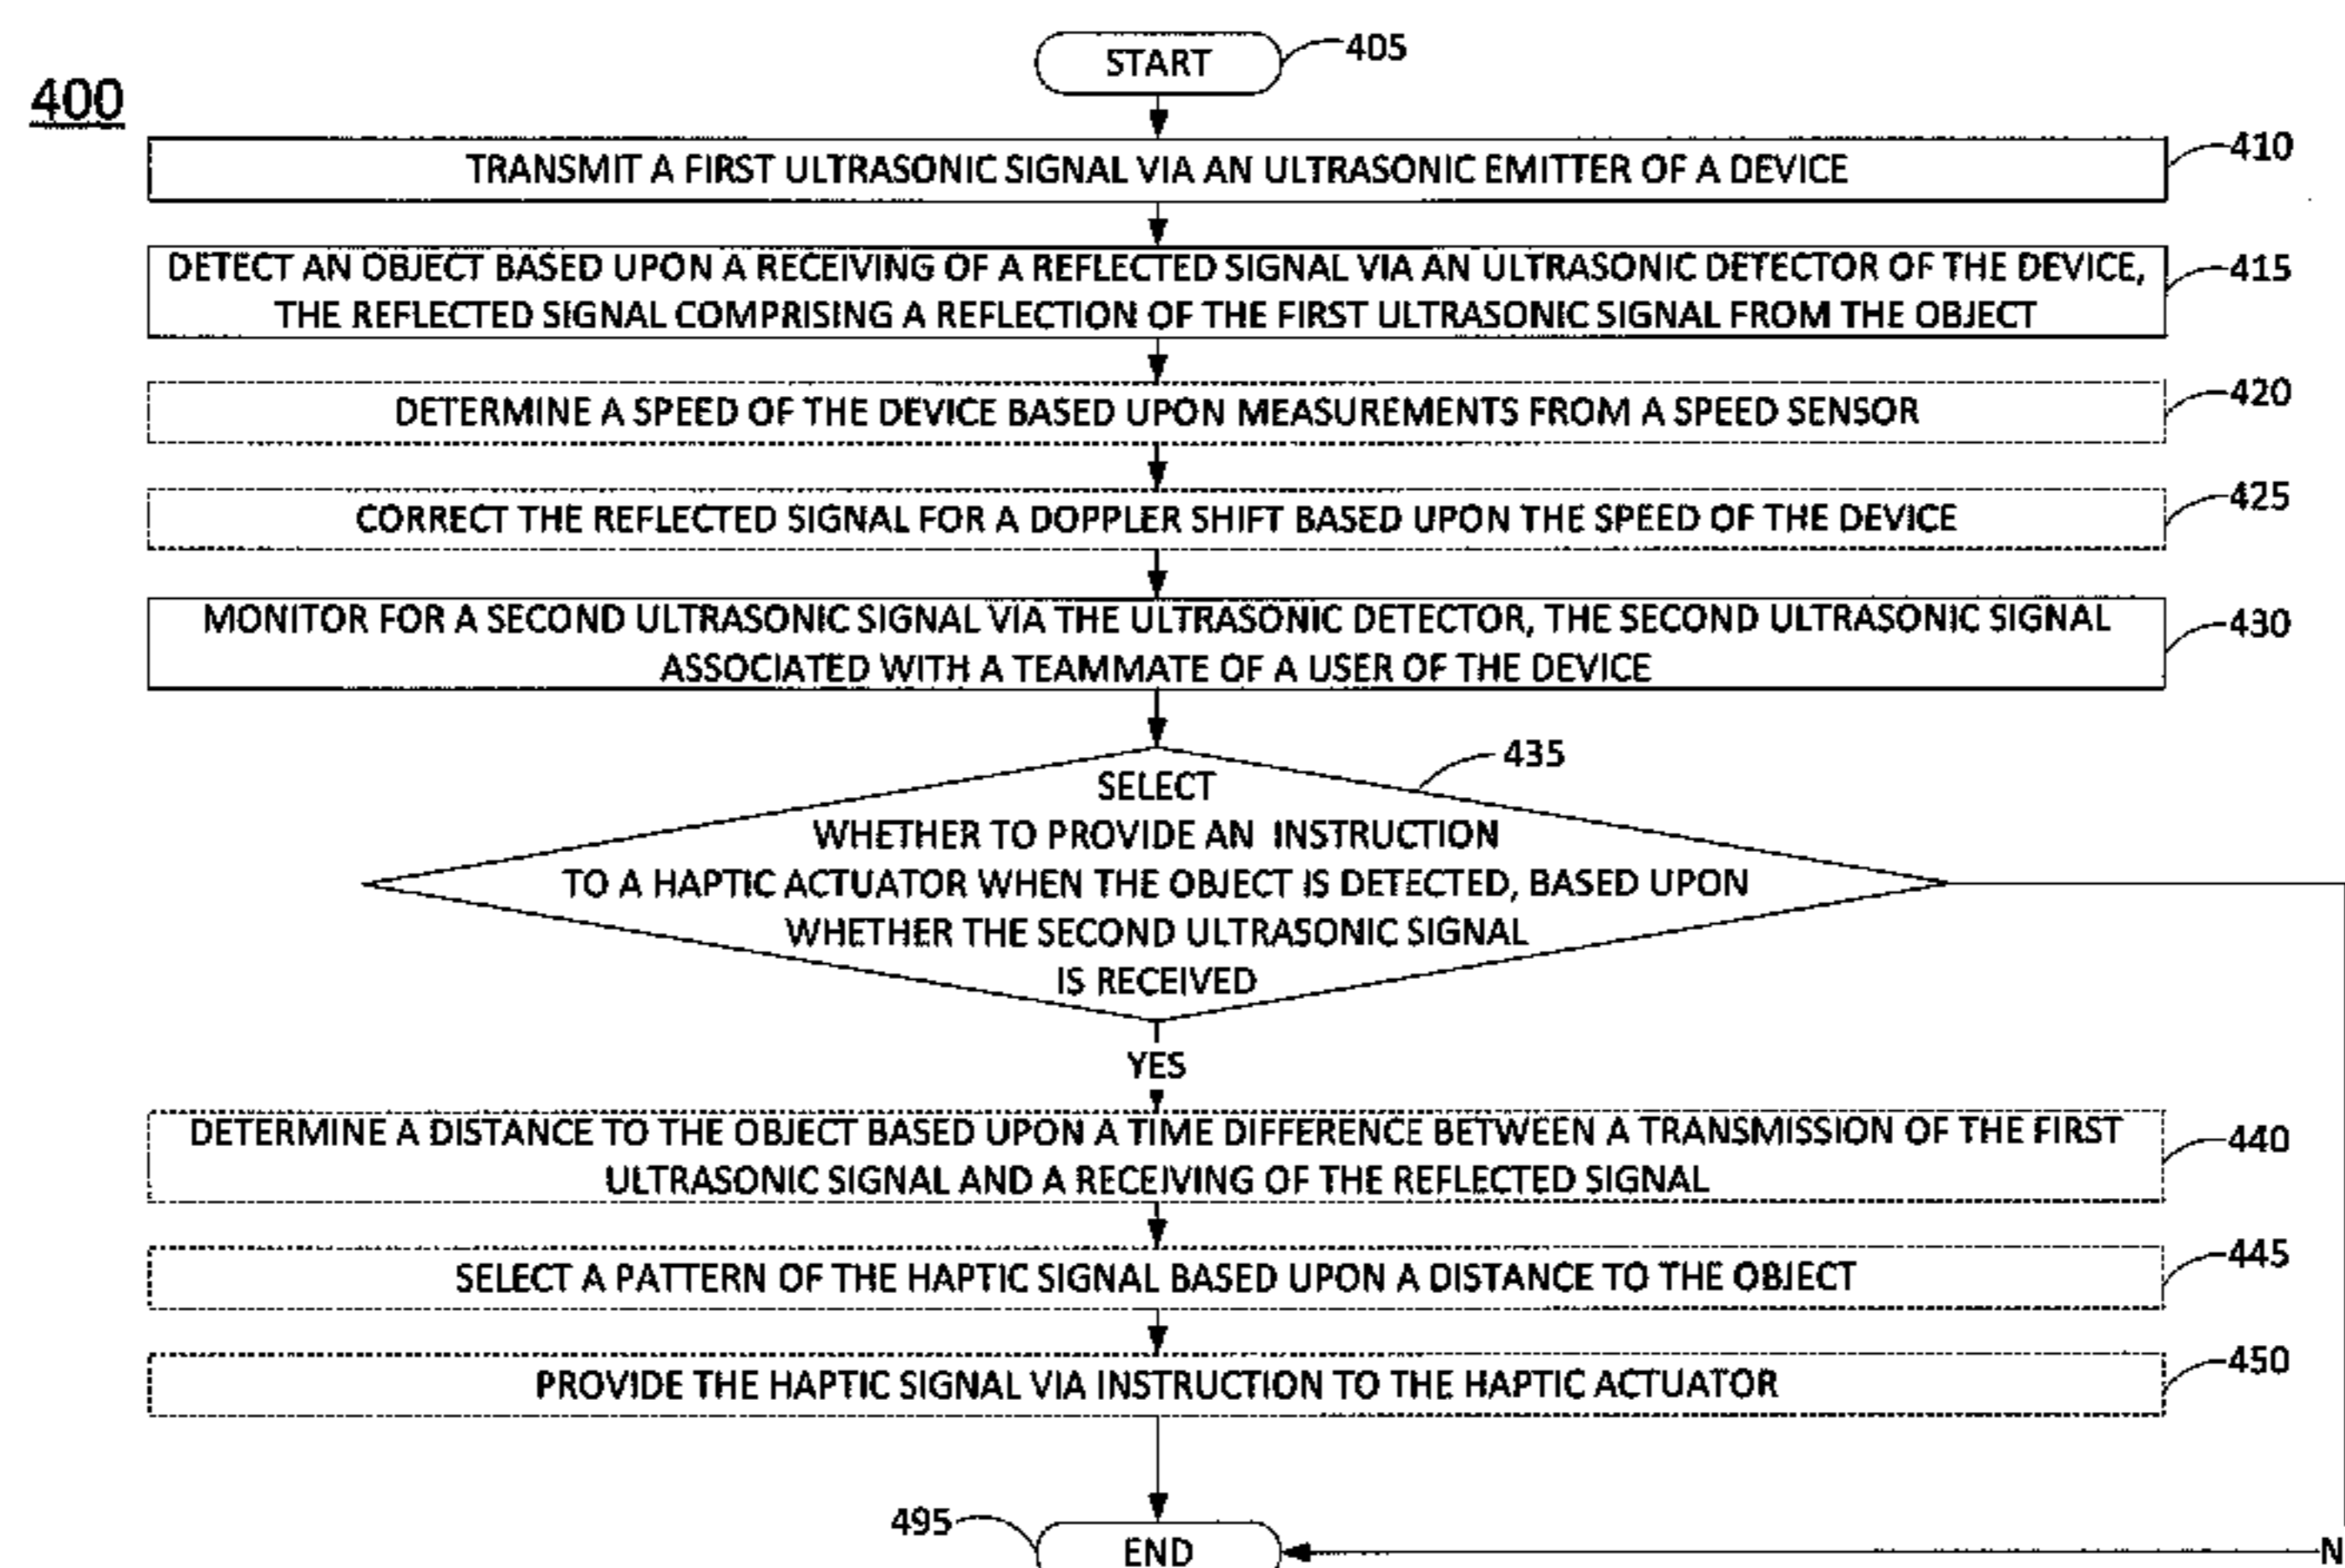 START
405
400
TRANSMIT A FIRST ULTRASONIC SIGNAL VIA AN ULTRASONIC EMITTER OF A DEVICE
410
DETECT AN OBJECT BASED UPON A RECEIVING OF A REFLECTED SIGNAL VIA AN ULTRASONIC DETECTOR OF THE DEVICE,
THE REFLECTED SIGNAL COMPRISING A REFLECTION OF THE FIRST ULTRASONIC SIGNAL FROM THE OBJECT
415
DETERMINE A SPEED OF THE DEVICE BASED UPON MEASUREMENTS FROM A SPEED SENSOR
420
CORRECT THE REFLECTED SIGNAL FOR A DOPPLER SHIFT BASED UPON THE SPEED OF THE DEVICE
425
MONITOR FOR A SECOND ULTRASONIC SIGNAL VIA THE ULTRASONIC DETECTOR, THE SECOND ULTRASONIC SIGNAL
ASSOCIATED WITH A TEAMMATE OF A USER OF THE DEVICE
430
435
SELECT
WHETHER TO PROVIDE AN INSTRUCTION
TO A HAPTIC ACTUATOR WHEN THE OBJECT IS DETECTED, BASED UPON
WHETHER THE SECOND ULTRASONIC SIGNAL
IS RECEIVED
YES
DETERMINE A DISTANCE TO THE OBJECT BASED UPON A TIME DIFFERENCE BETWEEN A TRANSMISSION OF THE FIRST
ULTRASONIC SIGNAL AND A RECEIVING OF THE REFLECTED SIGNAL
440
SELECT A PATTERN OF THE HAPTIC SIGNAL BASED UPON A DISTANCE TO THE OBJECT
445
PROVIDE THE HAPTIC SIGNAL VIA INSTRUCTION TO THE HAPTIC ACTUATOR
450
495
END
N